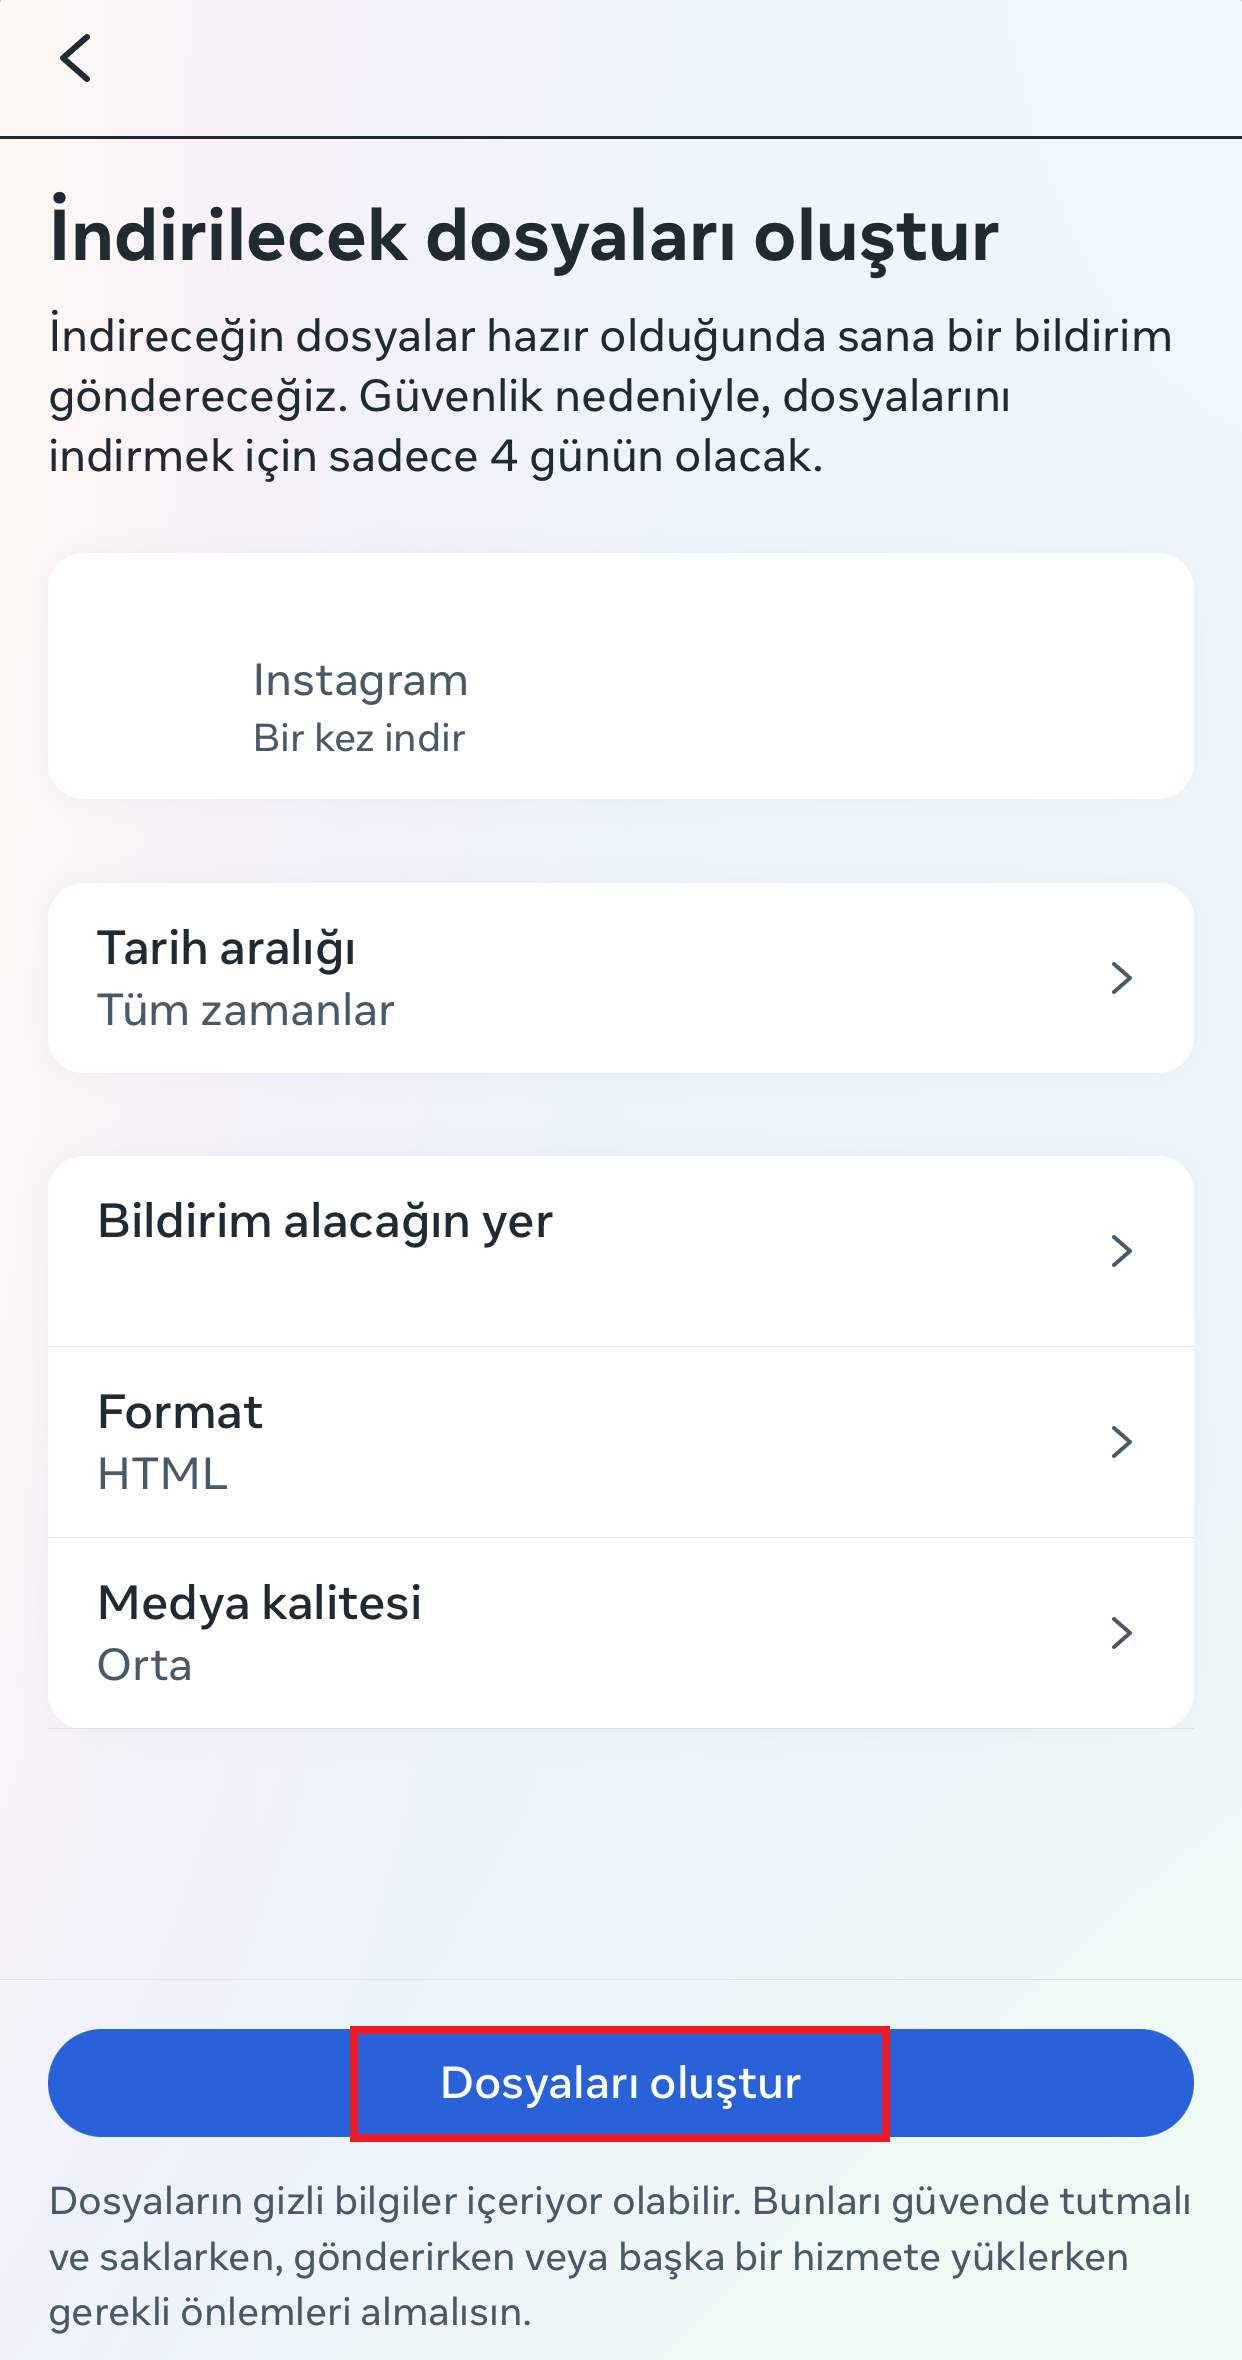 İndirilecek dosyaları oluştur
İndireceğin dosyalar hazır olduğunda sana bir bildirim
göndereceğiz. Güvenlik nedeniyle, dosyalarını
indirmek için sadece 4 günün olacak.
Instagram
Bir kez indir
Tarih aralığı
Tüm zamanlar
Bildirim alacağın yer
Format
HTML
Medya kalitesi
Orta
Dosyaları oluştur
Dosyaların gizli bilgiler içeriyor olabilir. Bunları güvende tutmalı
ve saklarken, gönderirken veya başka bir hizmete yüklerken
gerekli önlemleri almalısın.